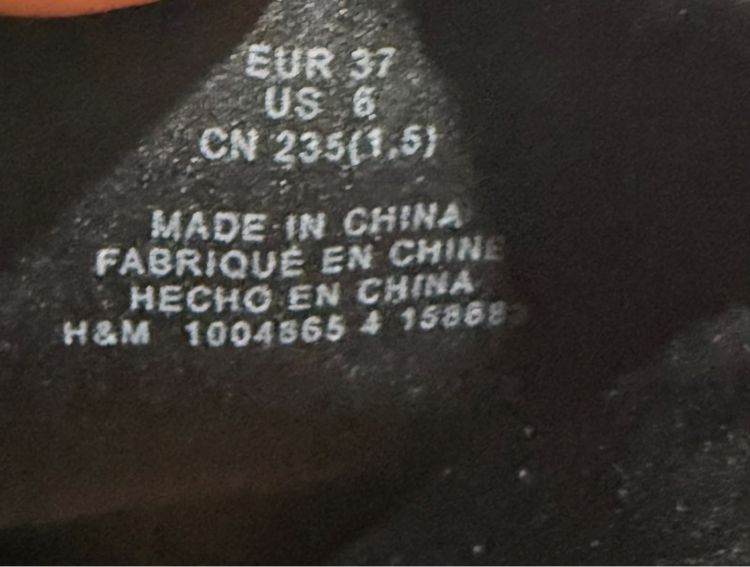 EUR 37
US 6
CN 235(1.5)
MADE IN CHINA
FABRIQUÉ EN CHINE
HECHO EN CHINA
H&M 1004865 4